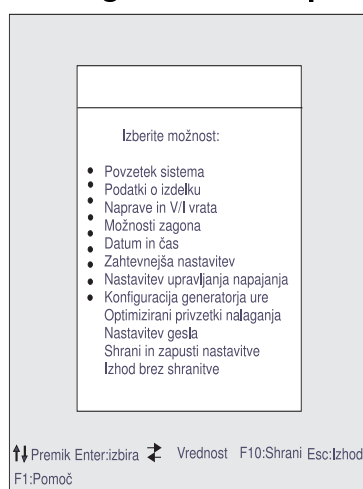 Izberite možnost:
• Povzetek sistema
• Podatki o izdelku
• Naprave in V/I vrata
• Možnosti zagona
• Datum in čas
• Zahtevnejša nastavitev
• Nastavitev upravljanja napajanja
• Konfiguracija generatorja ure
Optimizirani privzetki nalaganja
Nastavitev gesla
Shrani in zapusti nastavitve
Izhod brez shranitve
Premik Enter:izbira Vrednost F10:Shrani Esc:Izhod
F1:Pomoč